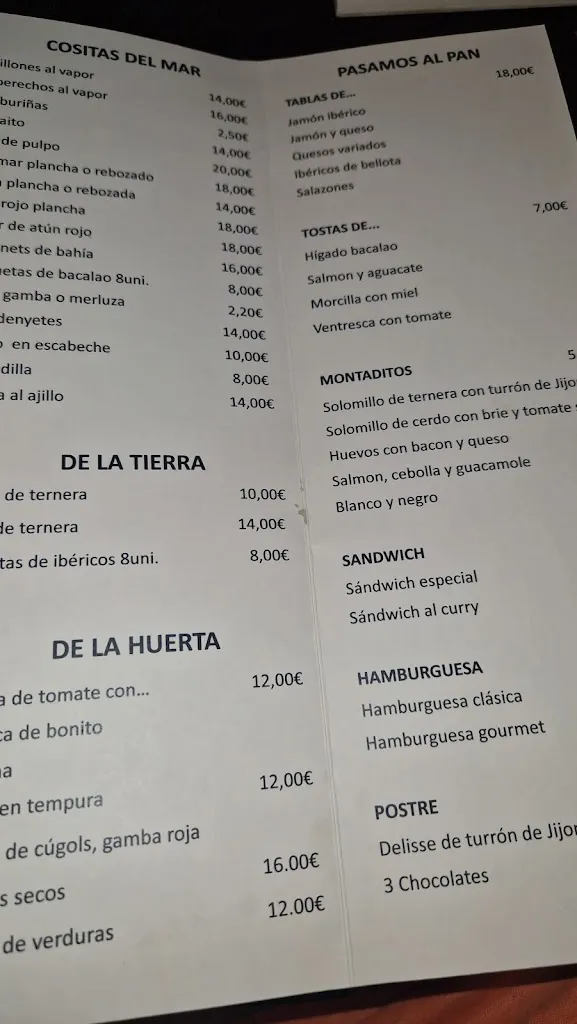 COSITAS DEL MAR
illones al vapor 14,00€
berechos al vapor 16,00€
buriñas 2,50€
aito 14,00€
de pulpo 20,00€
mar plancha o rebozado 18,00€
plancha o rebozada 14,00€
rojo plancha 18,00€
r de atún rojo 18,00€
nets de bahía 16,00€
uetas de bacalao 8uni. 8,00€
gamba o merluza 2,20€
denyetes 14,00€
o en escabeche 10,00€
dilla 8,00€
a al ajillo 14,00€
DE LA TIERRA
de ternera 10,00€
de ternera 14,00€
tas de ibéricos 8uni. 8,00€
DE LA HUERTA
a de tomate con... 12,00€
ca de bonito
na
en tempura 12,00€
de cúgols, gamba roja
s secos 16.00€
de verduras 12.00€
PASAMOS AL PAN
TABLAS DE... 18,00€
Jamón ibérico
Jamón y queso
Quesos variados
Ibéricos de bellota
Salazones
TOSTAS DE... 7,00€
Hígado bacalao
Salmon y aguacate
Morcilla con miel
Ventresca con tomate
MONTADITOS 5
Solomillo de ternera con turrón de Jijo
Solomillo de cerdo con brie y tomate
Huevos con bacon y queso
Salmon, cebolla y guacamole
Blanco y negro
SANDWICH
Sándwich especial
Sándwich al curry
HAMBURGUESA
Hamburguesa clásica
Hamburguesa gourmet
POSTRE
Delisse de turrón de Jijon
3 Chocolates